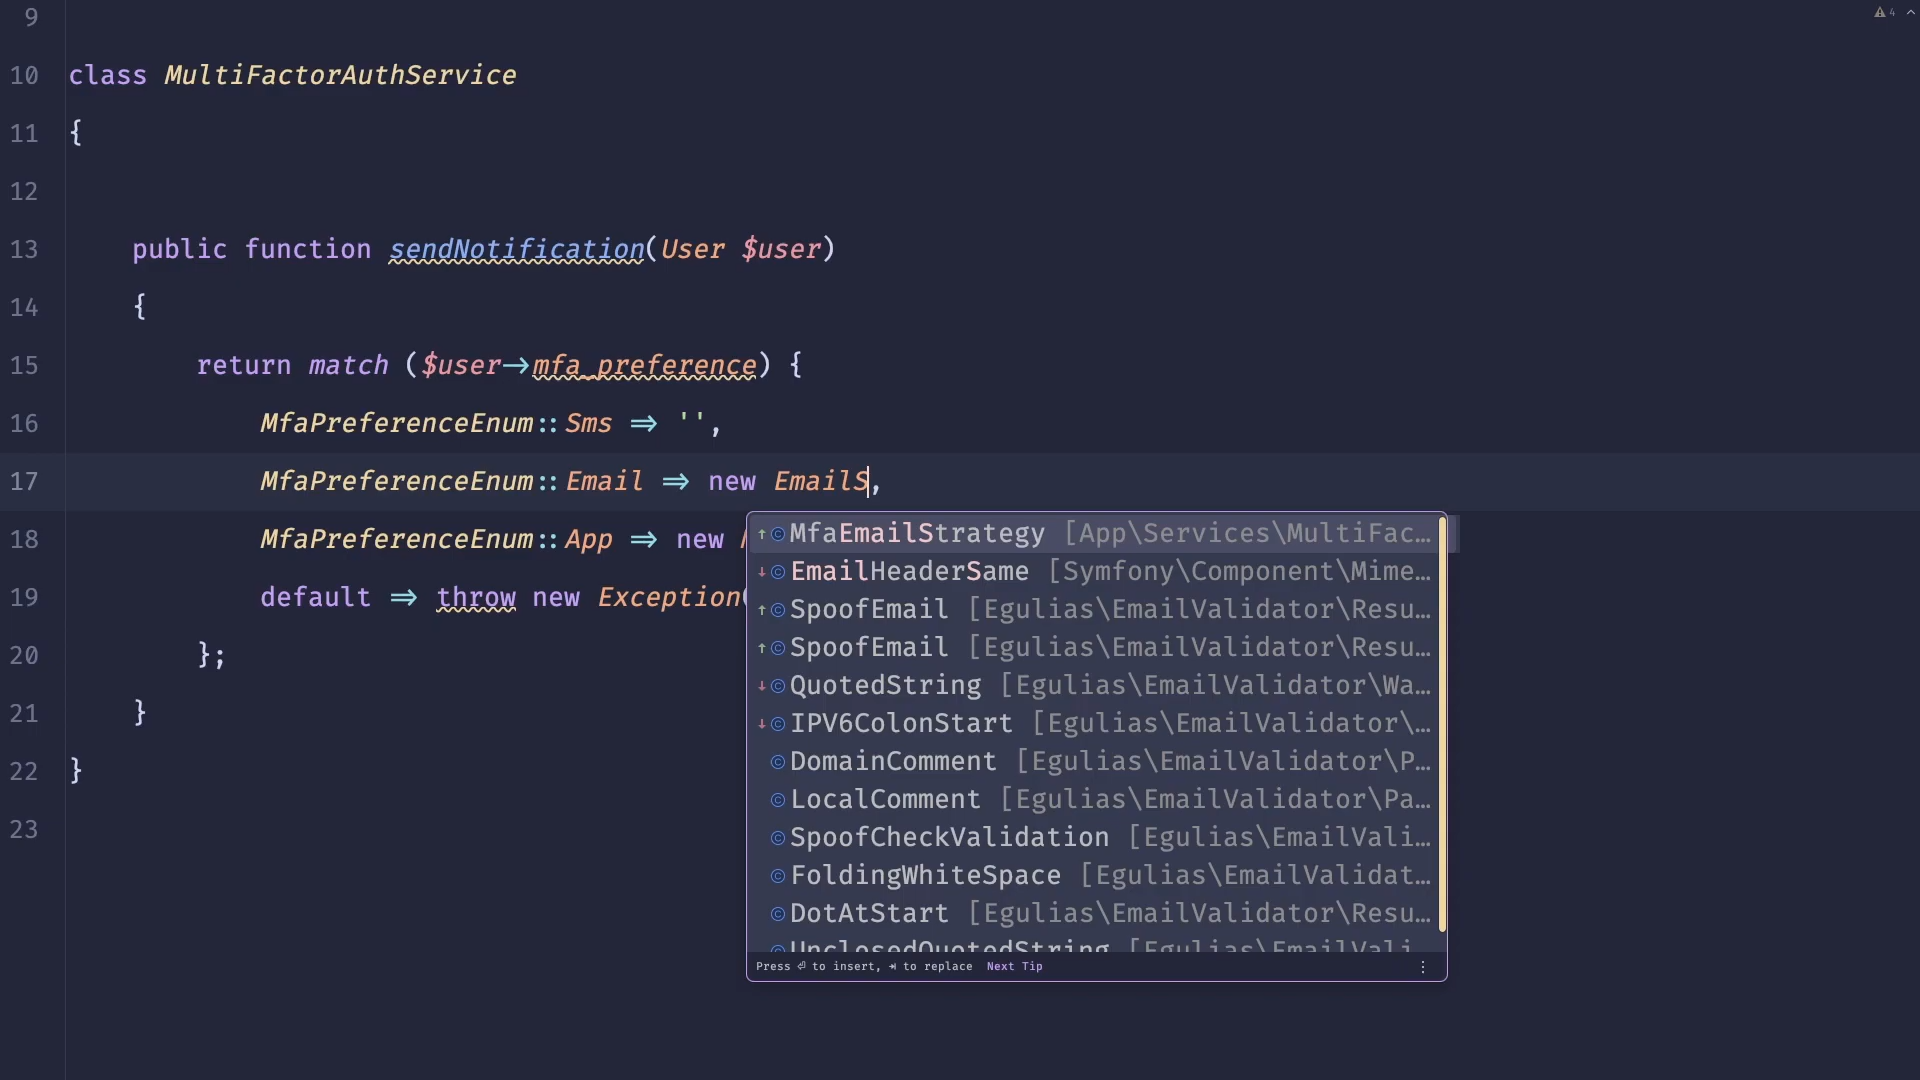 ⚠ 4
9
10 class MultiFactorAuthService
11 {
12
13 public function sendNotification(User $user)
14 {
15 return match ($user->mfa_preference) {
16 MfaPreferenceEnum::Sms => '',
17 MfaPreferenceEnum::Email => new EmailS,
18 MfaPreferenceEnum::App => new
19 default => throw new Exception(
20 };
21 }
22 }
23
↑ © MfaEmailStrategy [App\Services\MultiFac…
↓ © EmailHeaderSame [Symfony\Component\Mime…
↑ © SpoofEmail [Egulias\EmailValidator\Resu…
↑ © SpoofEmail [Egulias\EmailValidator\Resu…
↓ © QuotedString [Egulias\EmailValidator\Wa…
↓ © IPV6ColonStart [Egulias\EmailValidator\…
© DomainComment [Egulias\EmailValidator\P…
© LocalComment [Egulias\EmailValidator\Pa…
© SpoofCheckValidation [Egulias\EmailVali…
© FoldingWhiteSpace [Egulias\EmailValidat…
© DotAtStart [Egulias\EmailValidator\Resu…
© UnclosedQuotedString [Egulias\EmailVali…
Press ⏎ to insert, ⇥ to replace Next Tip